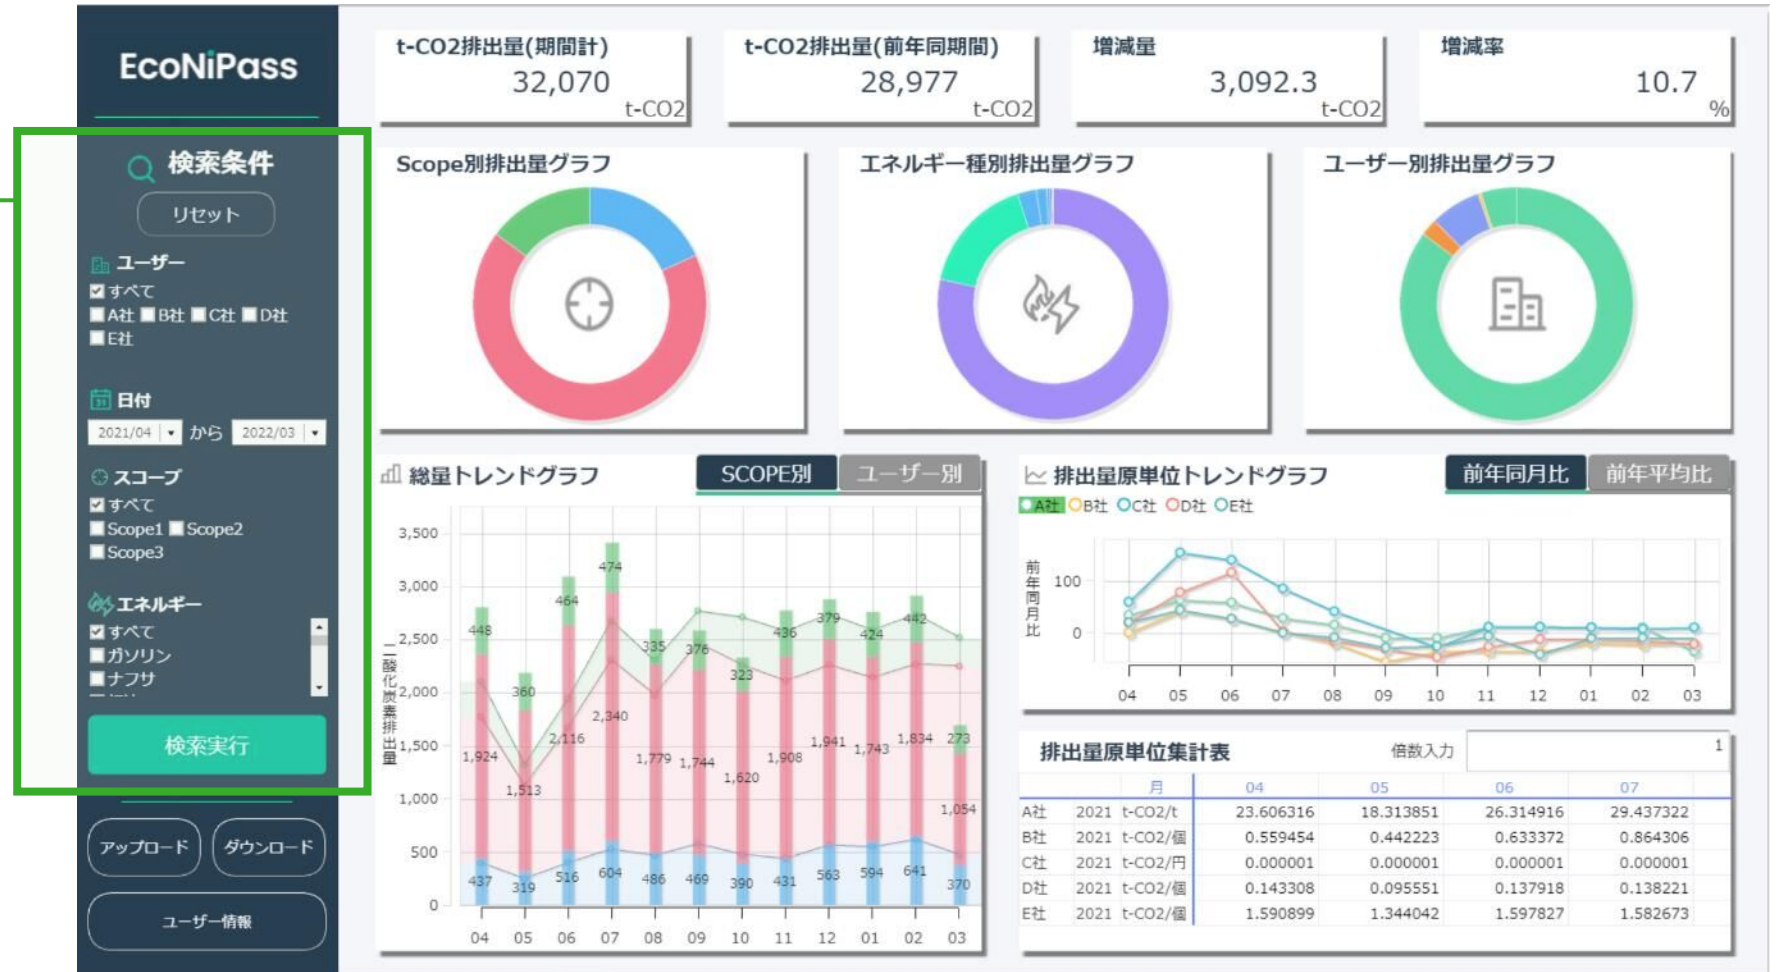 EcoNiPass
検索条件
リセット
ユーザー
すべて
A社 B社 C社 D社
E社
日付
2021/04 から 2022/03
スコープ
すべて
Scope1 Scope2
Scope3
エネルギー
すべて
ガソリン
ナフサ
検索実行
アップロード ダウンロード
ユーザー情報
t-CO2排出量(期間計)
32,070
t-CO2
t-CO2排出量(前年同期間)
28,977
t-CO2
増減量
3,092.3
t-CO2
増減率
10.7
%
Scope別排出量グラフ
エネルギー種別排出量グラフ
ユーザー別排出量グラフ
総量トレンドグラフ
SCOPE別 ユーザー別
二酸化炭素排出量
3,500
3,000
2,500
2,000
1,500
1,000
500
0
448 360 464 474 335 376 323 436 379 424 442 273
1,924 1,513 2,116 2,340 1,779 1,744 1,620 1,908 1,941 1,743 1,834 1,054
437 319 516 604 486 469 390 431 563 594 641 370
04 05 06 07 08 09 10 11 12 01 02 03
排出量原単位トレンドグラフ
前年同月比 前年平均比
A社 B社 C社 D社 E社
前年同月比
100
0
04 05 06 07 08 09 10 11 12 01 02 03
排出量原単位集計表 倍数入力 1
月 04 05 06 07
A社 2021 t-CO2/t 23.606316 18.313851 26.314916 29.437322
B社 2021 t-CO2/個 0.559454 0.442223 0.633372 0.864306
C社 2021 t-CO2/円 0.000001 0.000001 0.000001 0.000001
D社 2021 t-CO2/個 0.143308 0.095551 0.137918 0.138221
E社 2021 t-CO2/個 1.590899 1.344042 1.597827 1.582673